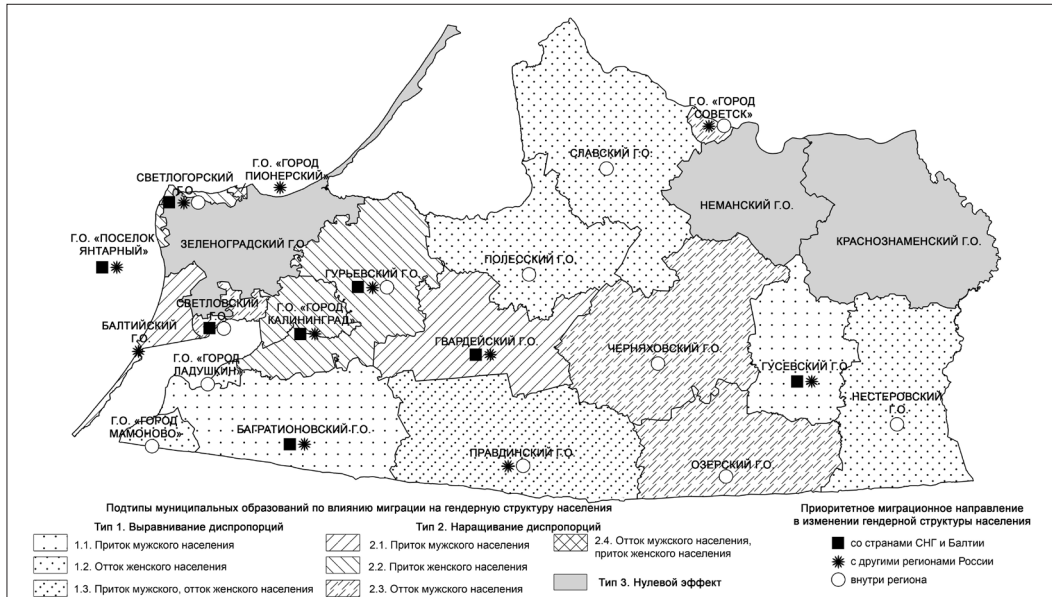 Г.О. «ГОРОД
СОВЕТСК»
СЛАВСКИЙ Г.О.
Г.О. «ГОРОД
ПИОНЕРСКИЙ»
СВЕТЛОГОРСКИЙ
Г.О.
НЕМАНСКИЙ Г.О.
КРАСНОЗНАМЕНСКИЙ Г.О.
Г.О. «ПОСЕЛОК
ЯНТАРНЫЙ»
ЗЕЛЕНОГРАДСКИЙ Г.О.
ПОЛЕССКИЙ Г.О.
ГУРЬЕВСКИЙ Г.О.
СВЕТЛОВСКИЙ
Г.О.
Г.О. «ГОРОД
КАЛИНИНГРАД»
БАЛТИЙСКИЙ
Г.О.
ГВАРДЕЙСКИЙ Г.О.
ЧЕРНЯХОВСКИЙ Г.О.
Г.О. «ГОРОД
ЛАДУШКИН»
ГУСЕВСКИЙ Г.О.
НЕСТЕРОВСКИЙ
Г.О.
Г.О. «ГОРОД
МАМОНОВО»
БАГРАТИОНОВСКИЙ Г.О.
ПРАВДИНСКИЙ Г.О.
ОЗЕРСКИЙ Г.О.
Подтипы муниципальных образований по влиянию миграции на гендерную структуру населения
Тип 1. Выравнивание диспропорций
1.1. Приток мужского населения
1.2. Отток женского населения
1.3. Приток мужского, отток женского населения
Тип 2. Наращивание диспропорций
2.1. Приток мужского населения
2.2. Приток женского населения
2.3. Отток мужского населения
2.4. Отток мужского населения,
приток женского населения
Тип 3. Нулевой эффект
Приоритетное миграционное направление
в изменении гендерной структуры населения
со странами СНГ и Балтии
с другими регионами России
внутри региона